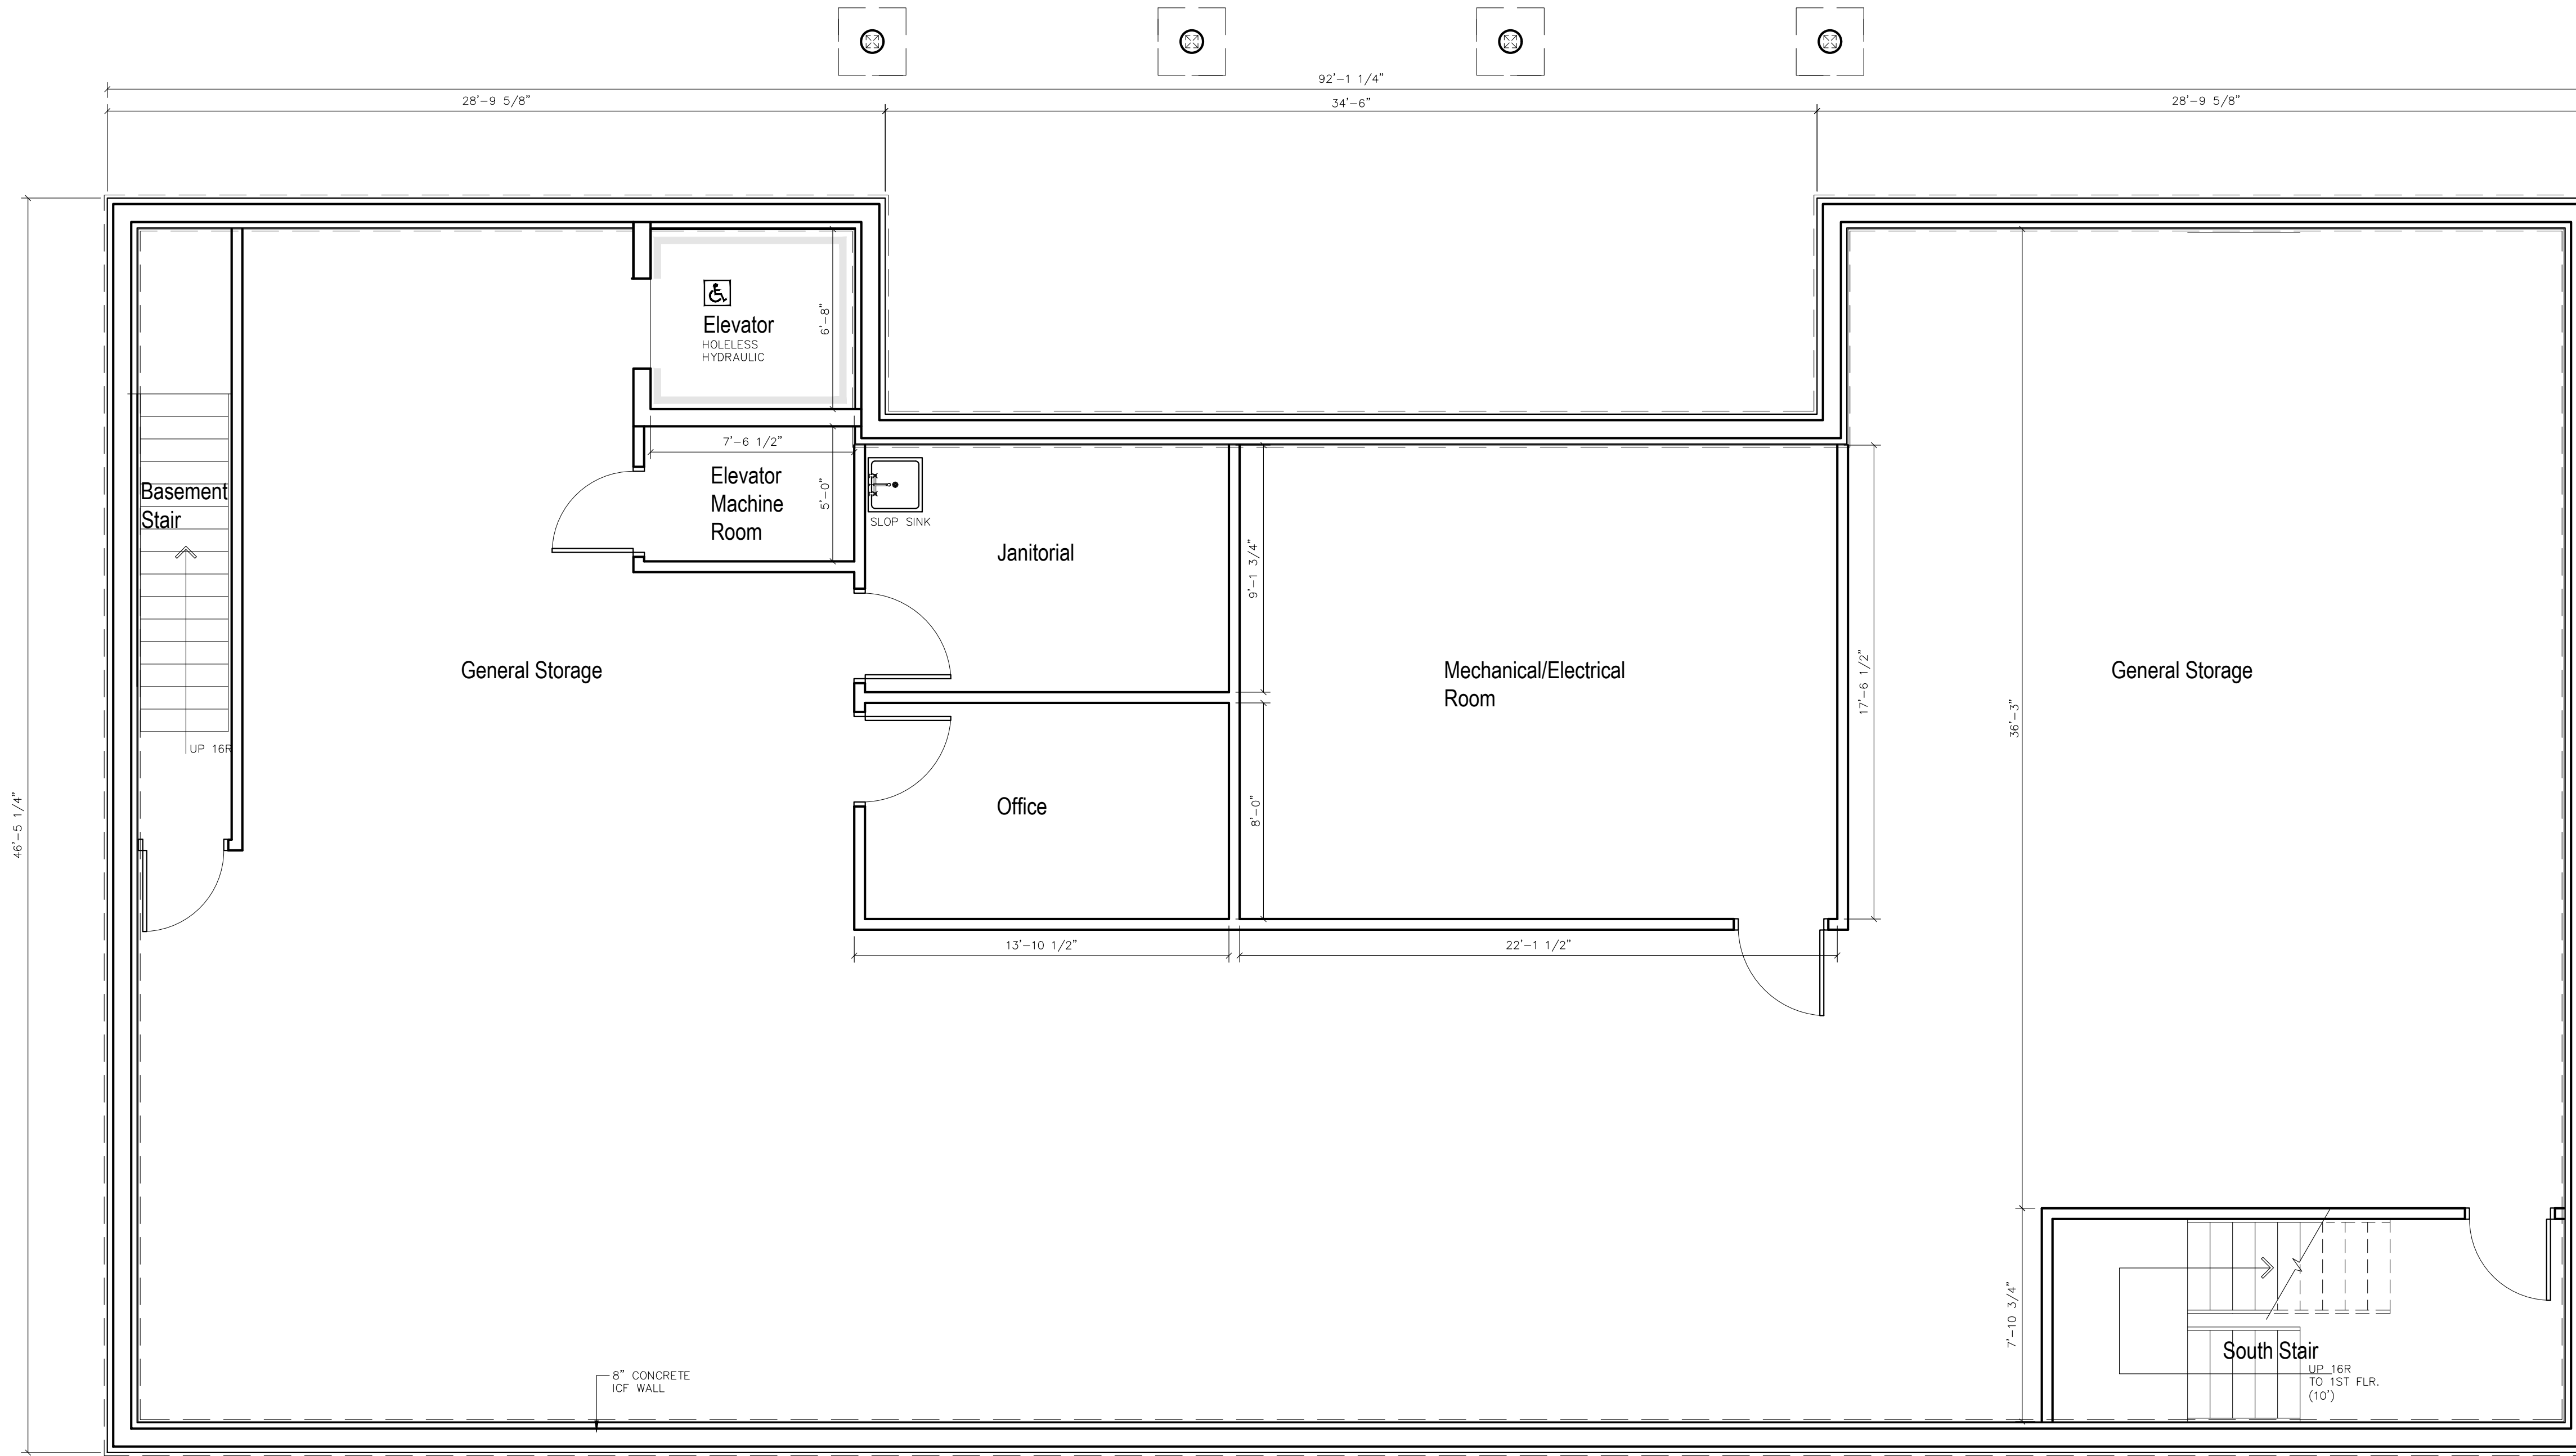 92'-1 1/4"
28'-9 5/8"
34'-6"
28'-9 5/8"
Elevator
HOLELESS
HYDRAULIC
6'-8"
7'-6 1/2"
Elevator
Machine
Room
5'-0"
Basement
Stair
UP 16R
SLOP SINK
Janitorial
9'-1 3/4"
General Storage
Mechanical/Electrical
Room
17'-6 1/2"
36'-3"
General Storage
46'-5 1/4"
Office
8'-0"
13'-10 1/2"
22'-1 1/2"
7'-10 3/4"
South Stair
UP 16R
TO 1ST FLR.
(10')
8" CONCRETE
ICF WALL